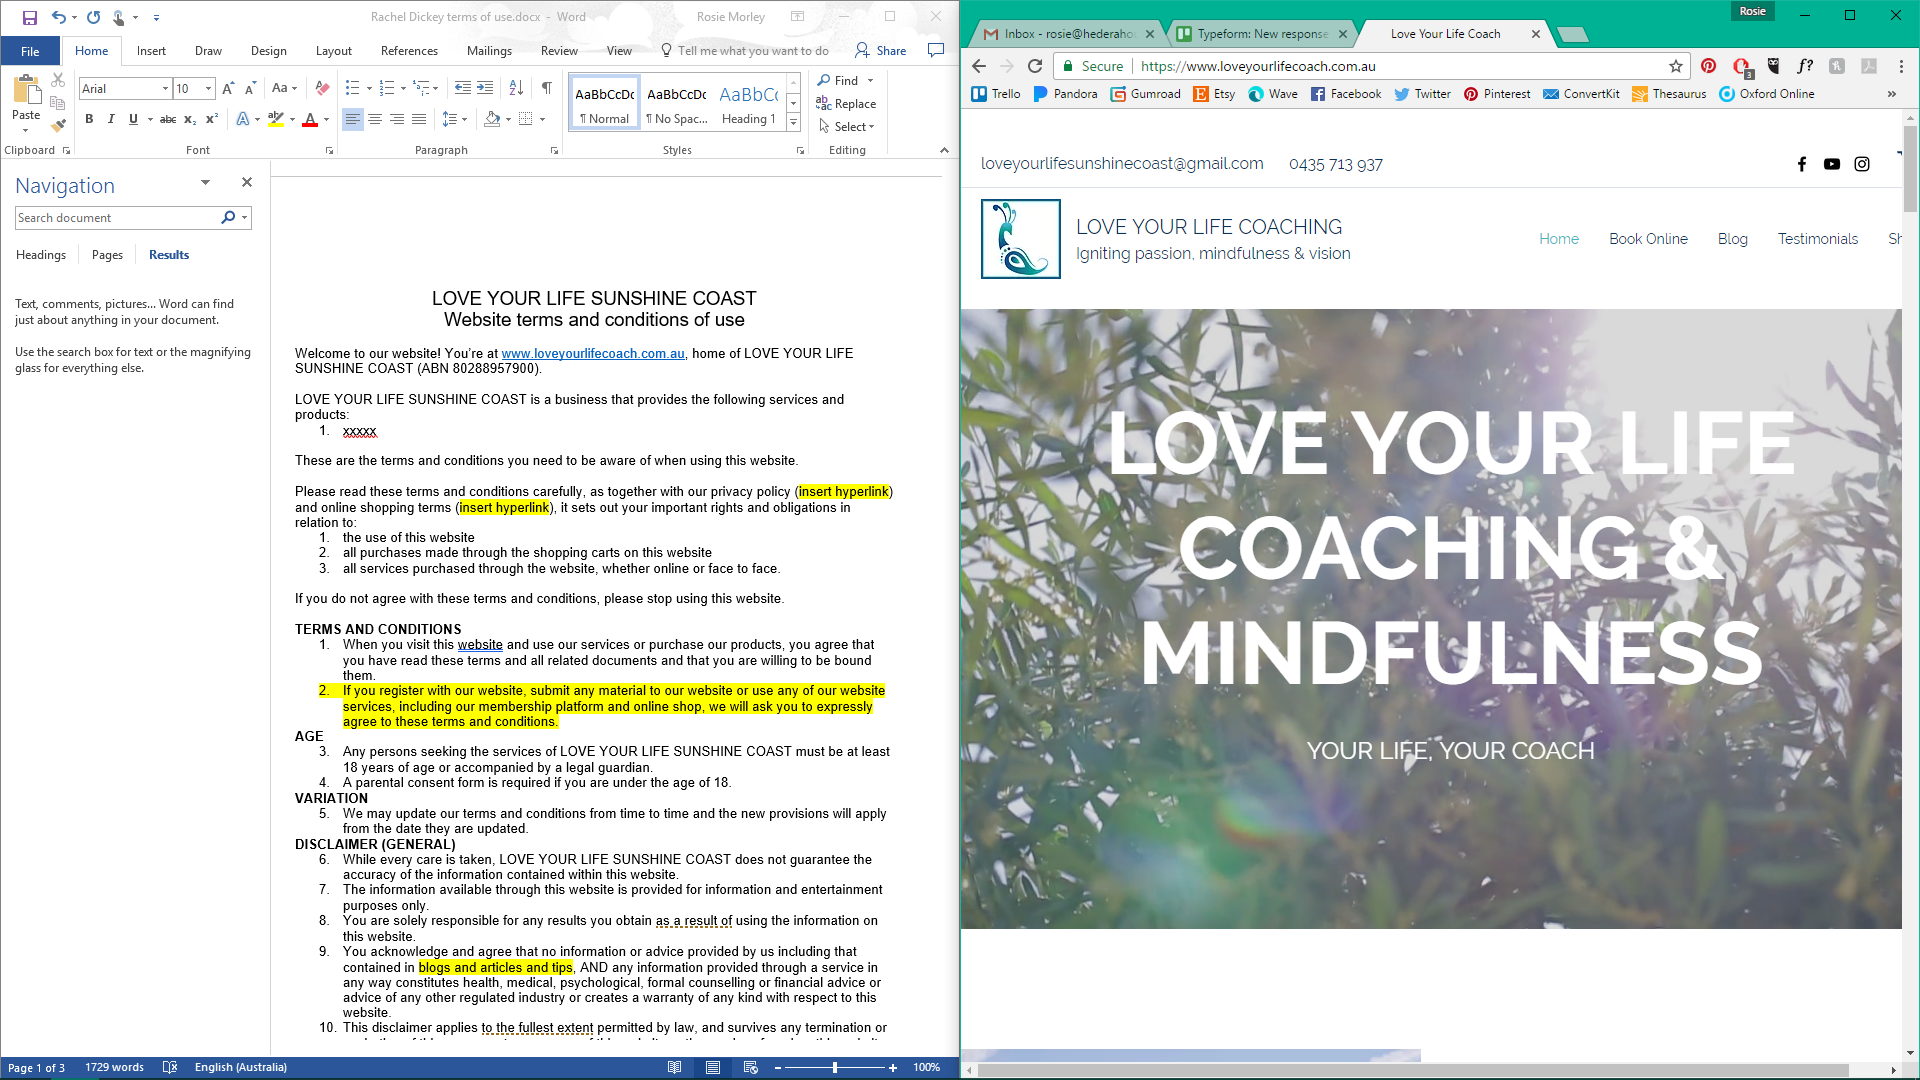 Rachel Dickey terms of use.docx - Word
Rosie Morley
File Home Insert Draw Design Layout References Mailings Review View Tell me what you want to do Share
Paste
Arial 10
AaBbCcDc AaBbCcDc AaBbCc
¶ Normal ¶ No Spac... Heading 1
Find
Replace
Select
Clipboard Font Paragraph Styles Editing
Navigation
Search document
Headings Pages Results
Text, comments, pictures... Word can find
just about anything in your document.
Use the search box for text or the magnifying
glass for everything else.
LOVE YOUR LIFE SUNSHINE COAST
Website terms and conditions of use
Welcome to our website! You're at www.loveyourlifecoach.com.au, home of LOVE YOUR LIFE
SUNSHINE COAST (ABN 80288957900).
LOVE YOUR LIFE SUNSHINE COAST is a business that provides the following services and
products:
1. xxxxx
These are the terms and conditions you need to be aware of when using this website.
Please read these terms and conditions carefully, as together with our privacy policy (insert hyperlink)
and online shopping terms (insert hyperlink), it sets out your important rights and obligations in
relation to:
1. the use of this website
2. all purchases made through the shopping carts on this website
3. all services purchased through the website, whether online or face to face.
If you do not agree with these terms and conditions, please stop using this website.
TERMS AND CONDITIONS
1. When you visit this website and use our services or purchase our products, you agree that
you have read these terms and all related documents and that you are willing to be bound
them.
2. If you register with our website, submit any material to our website or use any of our website
services, including our membership platform and online shop, we will ask you to expressly
agree to these terms and conditions.
AGE
3. Any persons seeking the services of LOVE YOUR LIFE SUNSHINE COAST must be at least
18 years of age or accompanied by a legal guardian.
4. A parental consent form is required if you are under the age of 18.
VARIATION
5. We may update our terms and conditions from time to time and the new provisions will apply
from the date they are updated.
DISCLAIMER (GENERAL)
6. While every care is taken, LOVE YOUR LIFE SUNSHINE COAST does not guarantee the
accuracy of the information contained within this website.
7. The information available through this website is provided for information and entertainment
purposes only.
8. You are solely responsible for any results you obtain as a result of using the information on
this website.
9. You acknowledge and agree that no information or advice provided by us including that
contained in blogs and articles and tips, AND any information provided through a service in
any way constitutes health, medical, psychological, formal counselling or financial advice or
advice of any other regulated industry or creates a warranty of any kind with respect to this
website.
10. This disclaimer applies to the fullest extent permitted by law, and survives any termination or
Page 1 of 3 1729 words English (Australia) 100%
Rosie
Inbox - rosie@hederaho
Typeform: New response
Love Your Life Coach
Secure https://www.loveyourlifecoach.com.au
3
Trello Pandora Gumroad Etsy Wave Facebook Twitter Pinterest ConvertKit Thesaurus Oxford Online
loveyourlifesunshinecoast@gmail.com 0435 713 937
LOVE YOUR LIFE COACHING
Igniting passion, mindfulness & vision
Home Book Online Blog Testimonials Sh
LOVE YOUR LIFE
COACHING &
MINDFULNESS
YOUR LIFE, YOUR COACH